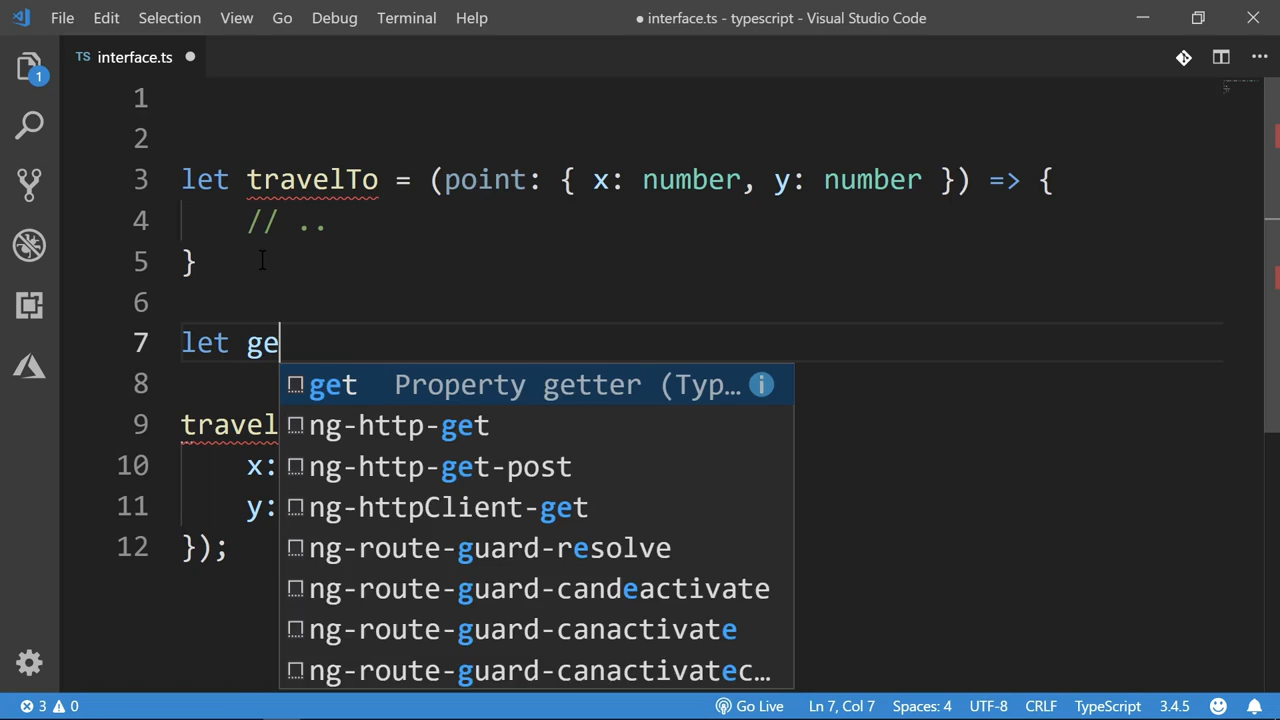 File Edit Selection View Go Debug Terminal Help ● interface.ts - typescript - Visual Studio Code
TS interface.ts ●
1
1
2
3 let travelTo = (point: { x: number, y: number }) => {
4 // ..
5 }
6
7 let ge
get Property getter (Typ...
8
ng-http-get
9 travel
ng-http-get-post
10 x:
ng-httpClient-get
11 y:
ng-route-guard-resolve
12 });
ng-route-guard-candeactivate
ng-route-guard-canactivate
ng-route-guard-canactivatec...
3 0 Go Live Ln 7, Col 7 Spaces: 4 UTF-8 CRLF TypeScript 3.4.5